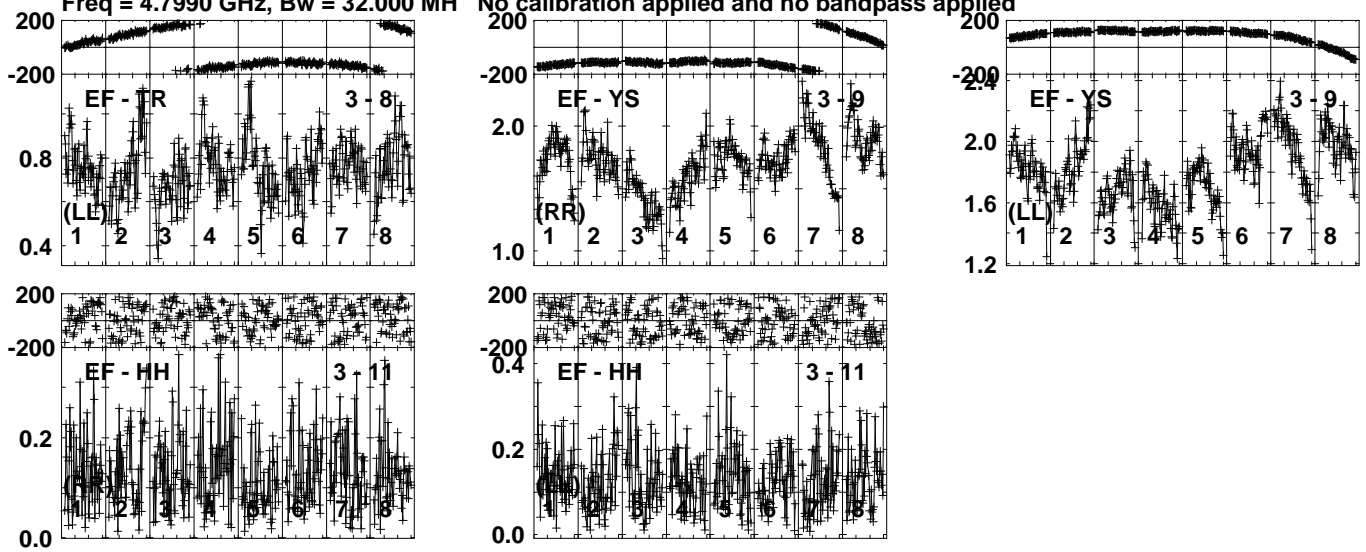 Freq = 4.7990 GHz, Bw = 32.000 MH No calibration applied and no bandpass applied
200
-200
EF - TR 3 - 8
0.8
0.4
(LL)
1 2 3 4 5 6 7 8
EF - YS 3 - 9
2.0
1.0
(RR)
1 2 3 4 5 6 7 8
200
-200
2.4
EF - YS 3 - 9
2.0
1.6
1.2
(LL)
1 2 3 4 5 6 7 8
200
-200
EF - HH 3 - 11
0.2
0.0
(RR)
1 2 3 4 5 6 7 8
200
-200
0.4
EF - HH 3 - 11
0.2
0.0
(LL)
1 2 3 4 5 6 7 8